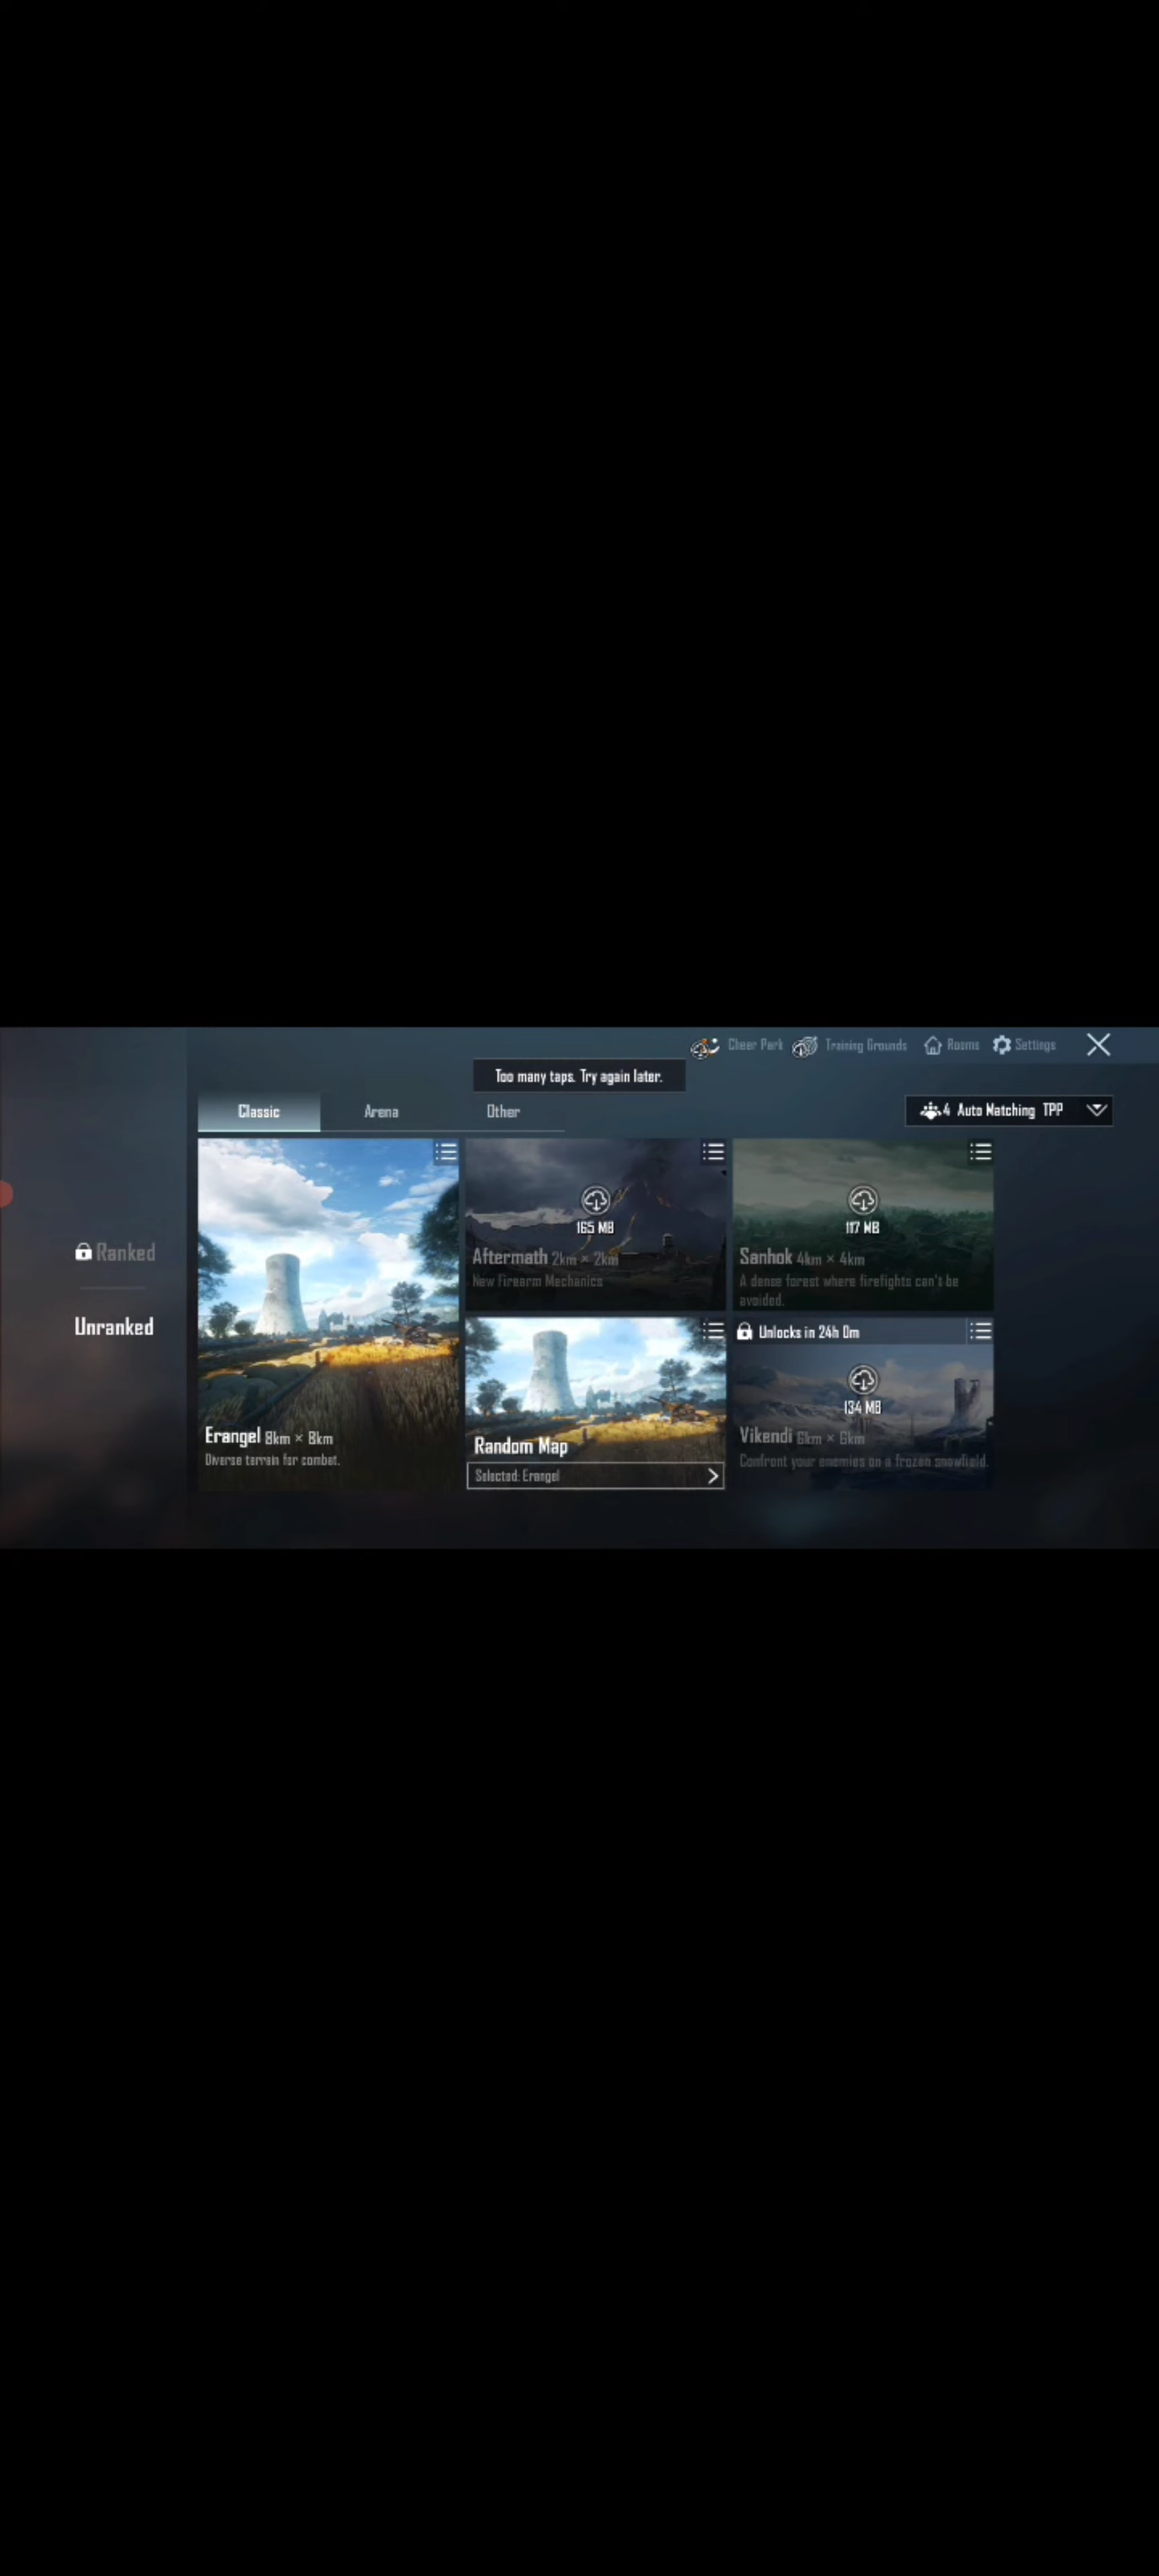 Cheer Park Training Grounds Rooms Settings
Too many taps. Try again later.
Classic Arena Other
4 Auto Matching TPP
Ranked
Unranked
Erangel 8km × 8km
Diverse terrain for combat.
165 MB
Aftermath 2km × 2km
New Firearm Mechanics
117 MB
Sanhok 4km × 4km
A dense forest where firefights can't be
avoided.
Random Map
Selected: Erangel
Unlocks in 24h 0m
134 MB
Vikendi 6km × 6km
Confront your enemies on a frozen snowfield.